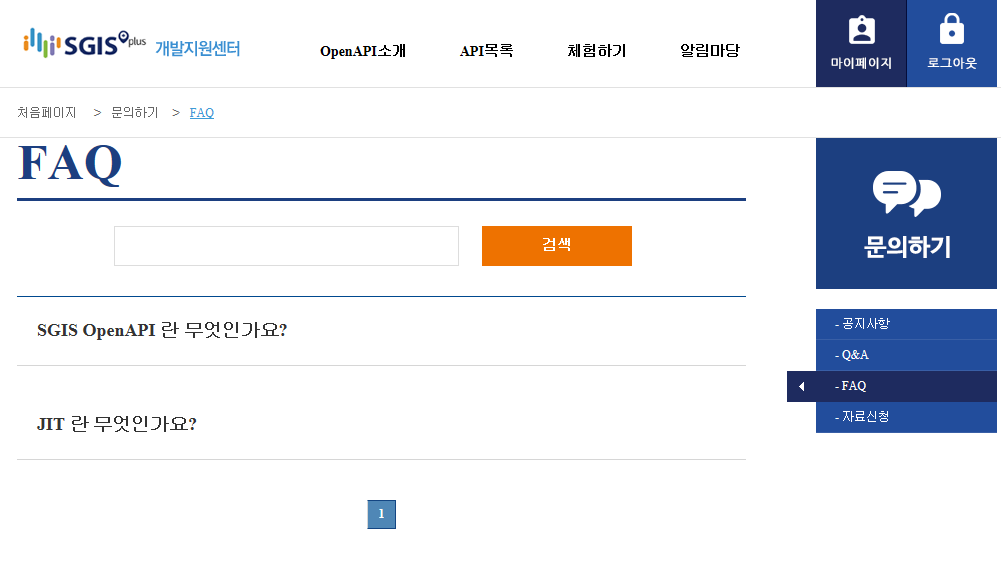 SGIS plus 개발지원센터
OpenAPI소개 API목록 체험하기 알림마당
마이페이지 로그아웃
처음페이지 > 문의하기 > FAQ
FAQ
검색
SGIS OpenAPI 란 무엇인가요?
JIT 란 무엇인가요?
1
문의하기
- 공지사항
- Q&A
- FAQ
- 자료신청